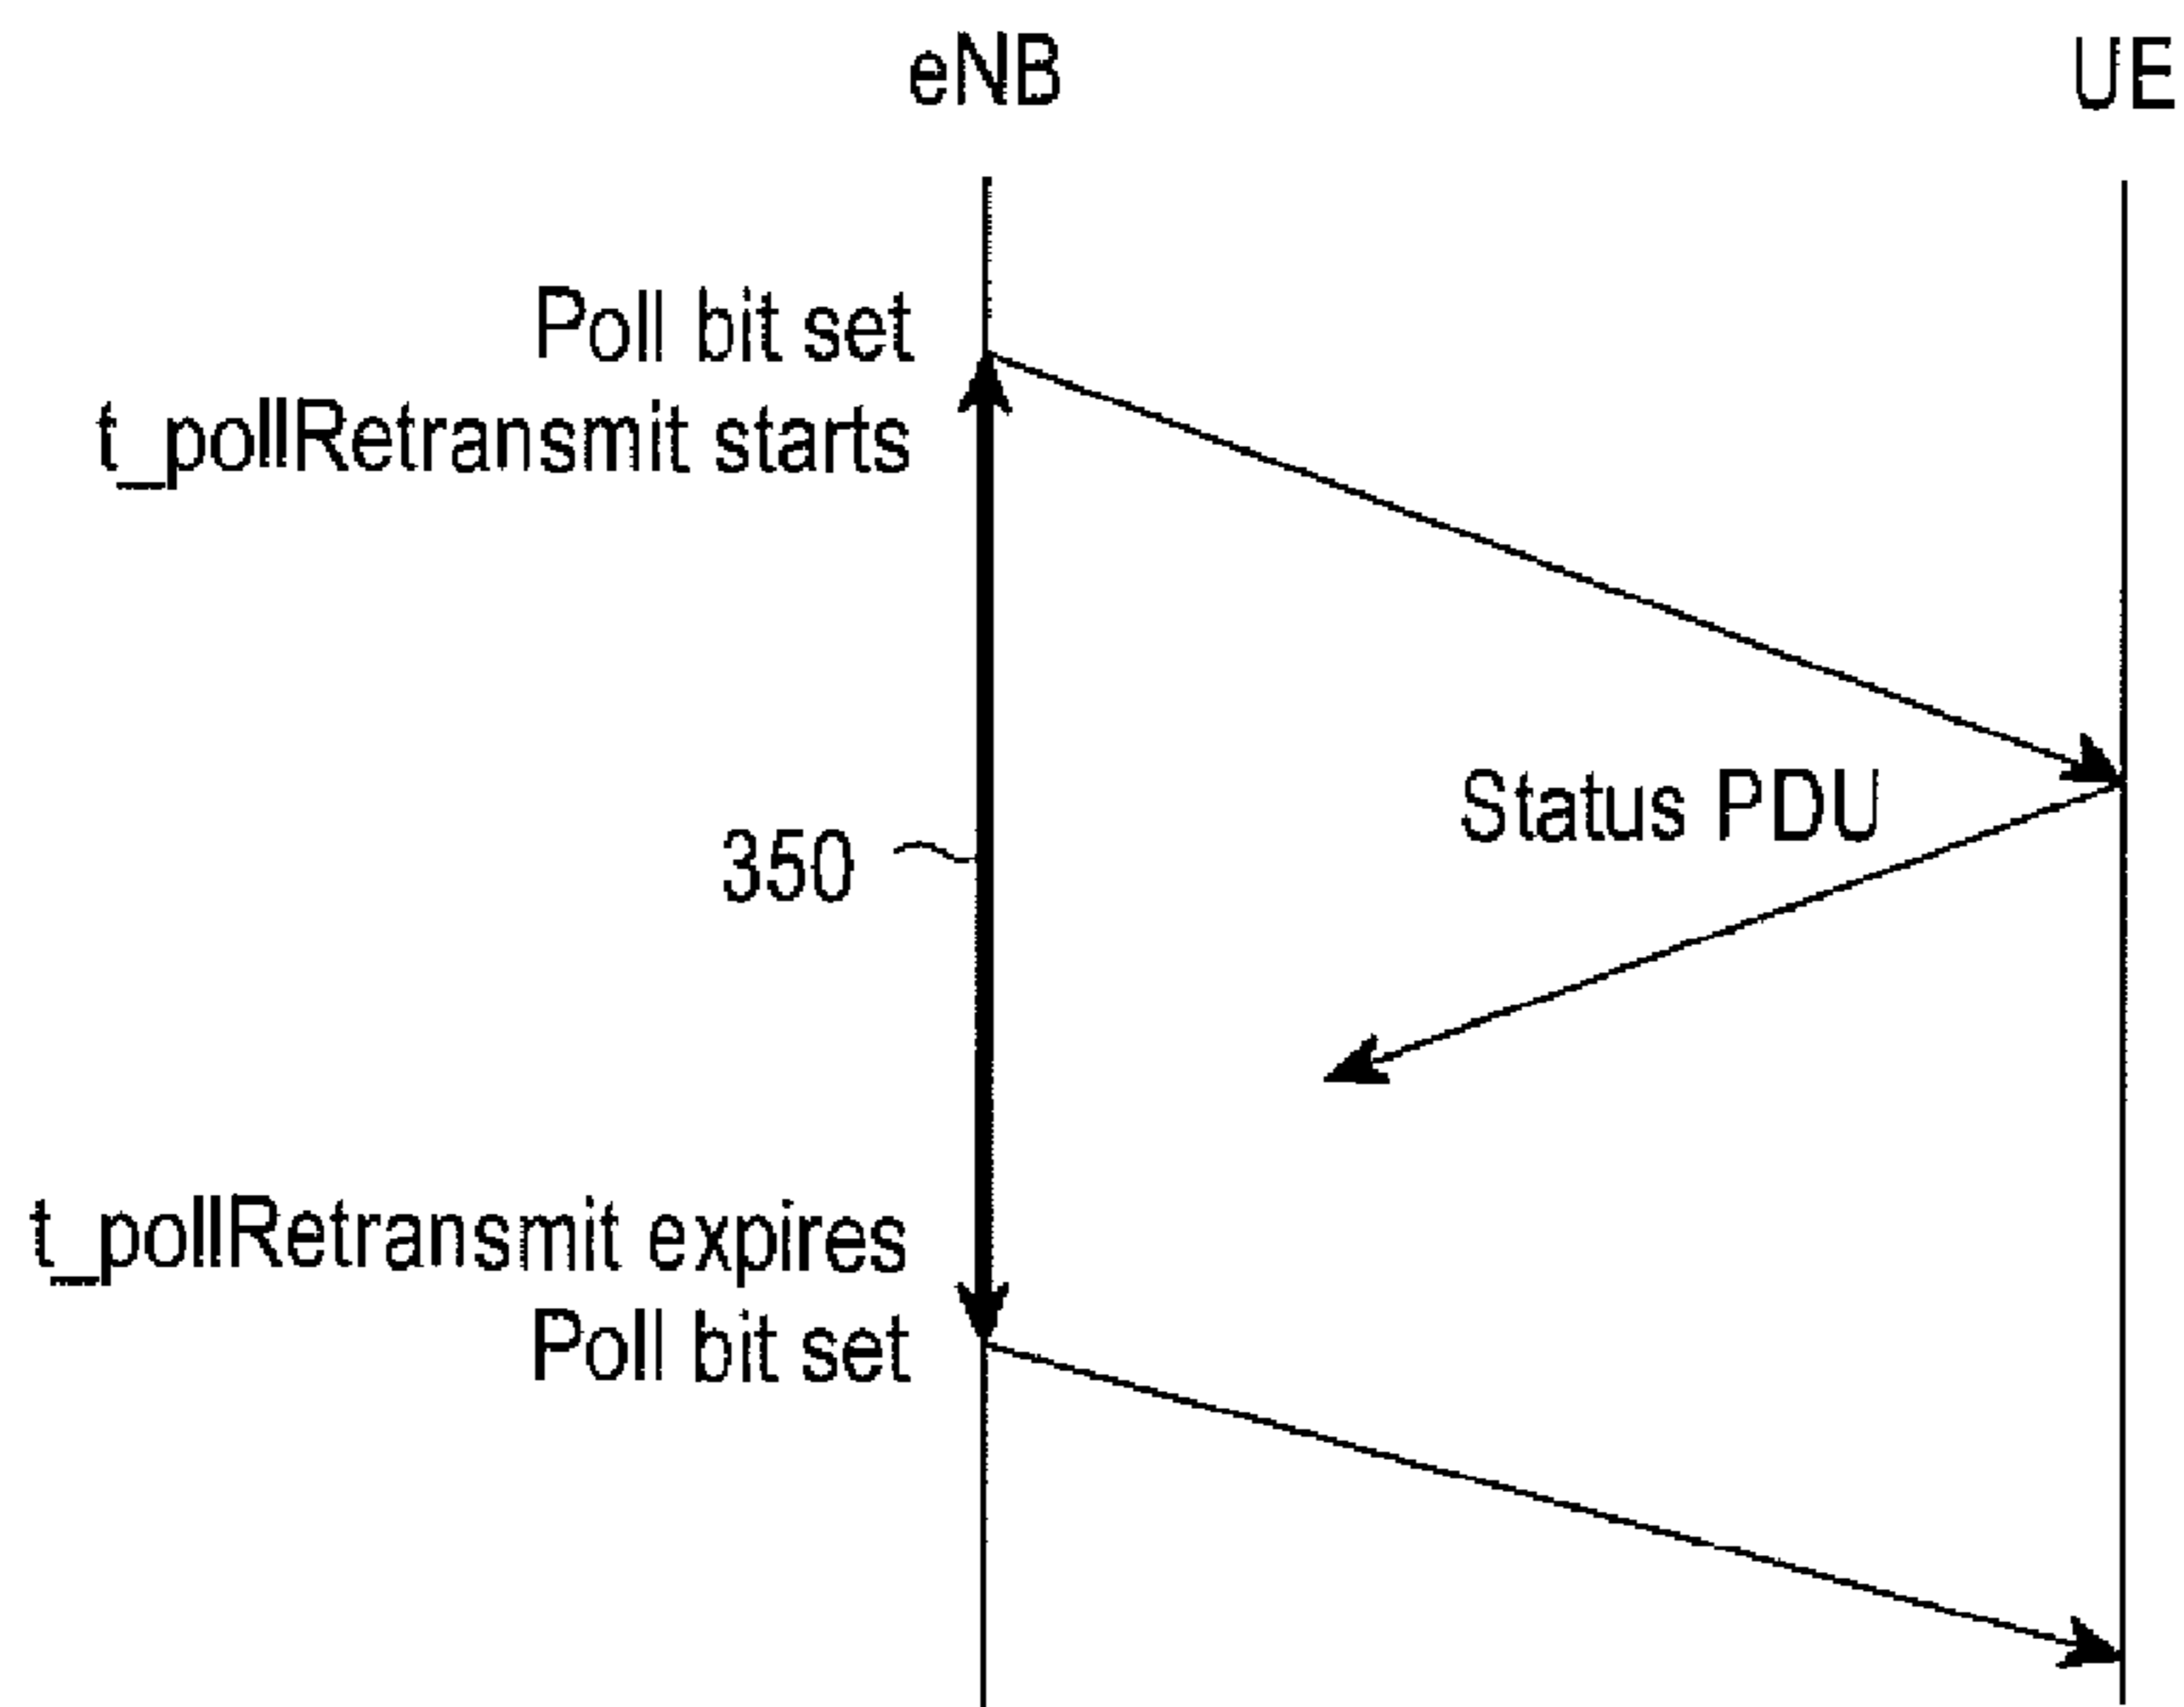 eNB
UE
Poll bit set
t_pollRetransmit starts
Status PDU
350
t_pollRetransmit expires
Poll bit set